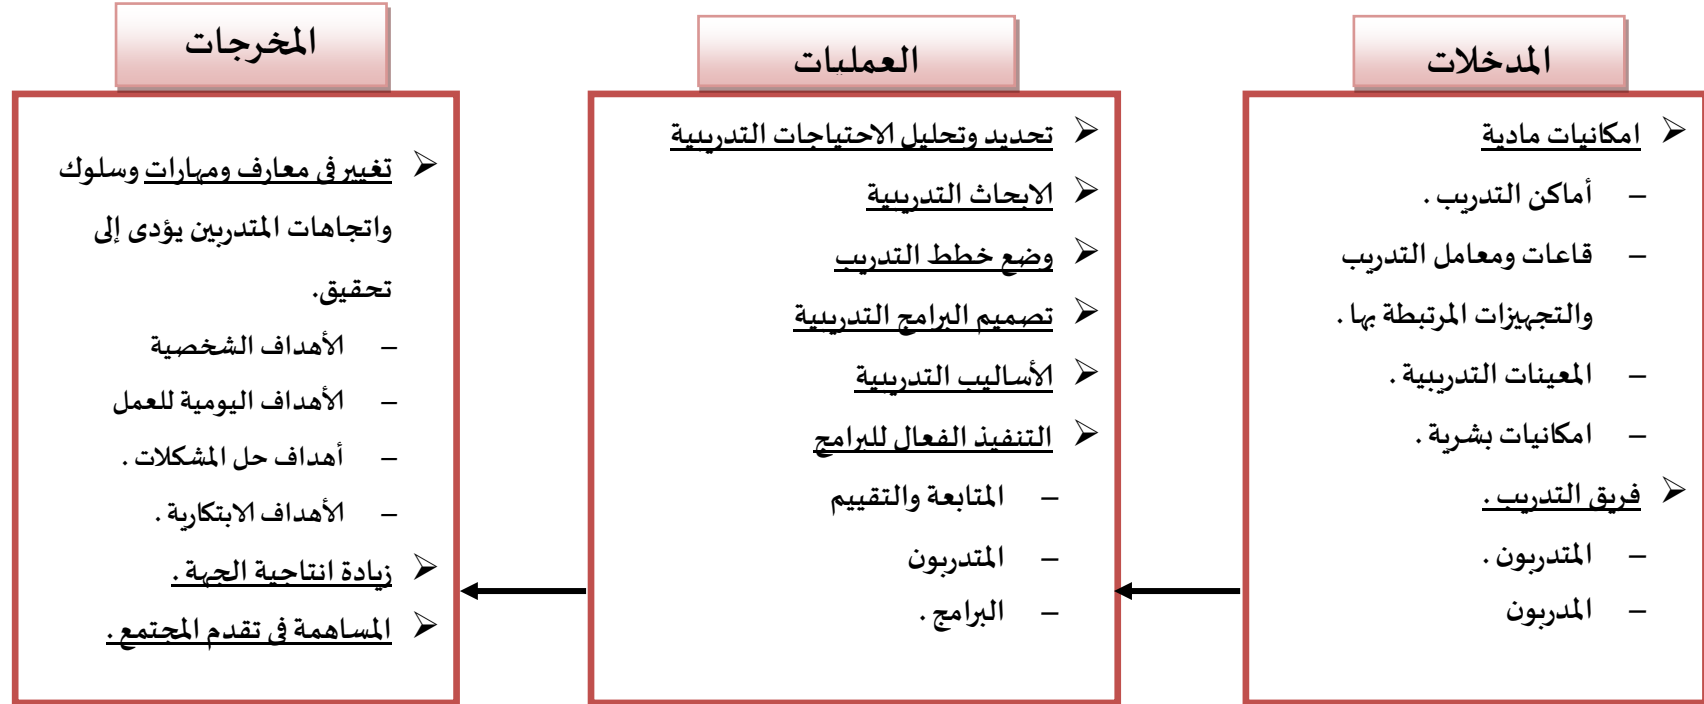 المدخلات
➢ امكانيات مادية
– أماكن التدريب .
– قاعات ومعامل التدريب
والتجهيزات المرتبطة بها .
– المعينات التدريبية .
– امكانيات بشرية .
➢ فريق التدريب .
– المتدربون .
– المدربون
العمليات
➢ تحديد وتحليل الاحتياجات التدريبية
➢ الابحاث التدريبية
➢ وضع خطط التدريب
➢ تصميم البرامج التدريبية
➢ الأساليب التدريبية
➢ التنفيذ الفعال للبرامج
– المتابعة والتقييم
– المتدربون
– البرامج .
المخرجات
➢ تغيير فى معارف ومهارات وسلوك
واتجاهات المتدربين يؤدى إلى
تحقيق.
– الأهداف الشخصية
– الأهداف اليومية للعمل
– أهداف حل المشكلات .
– الأهداف الابتكارية .
➢ زيادة انتاجية الجهة .
➢ المساهمة فى تقدم المجتمع .